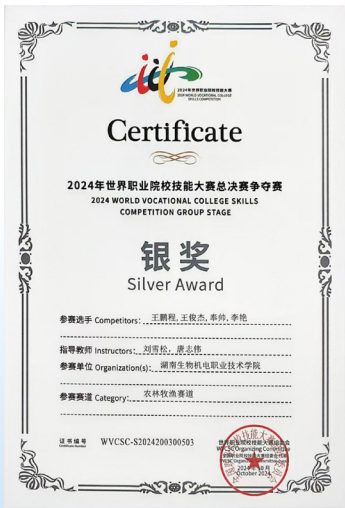 2024年世界职业院校技能大赛
2024 WORLD VOCATIONAL COLLEGE
SKILLS COMPETITION
Certificate
2024年世界职业院校技能大赛总决赛争夺赛
2024 WORLD VOCATIONAL COLLEGE SKILLS
COMPETITION GROUP STAGE
银奖
Silver Award
参赛选手 Competitors: 王鹏程,王俊杰,奉帅,李艳
指导教师 Instructors: 刘雪松,唐志伟
参赛单位 Organization(s): 湖南生物机电职业技术学院
参赛赛道 Category: 农林牧渔赛道
证书编号 WVCSC-S2024200300503
世界职业院校技能大赛组委会
WVCSC Organizing Committee
2024年10月
October 2024